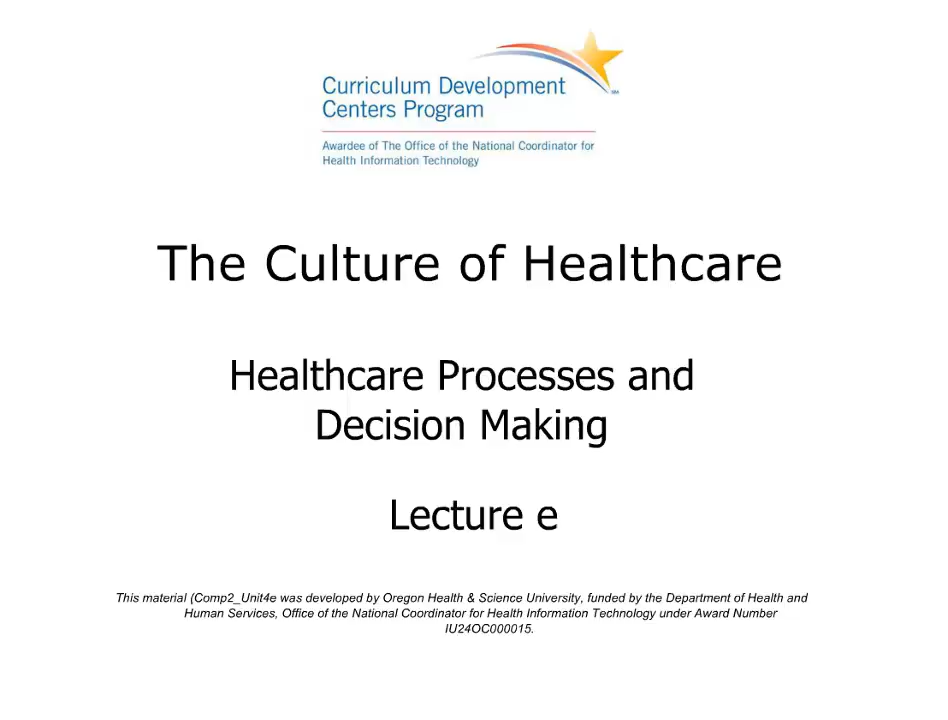 Curriculum Development
Centers Program
Awardee of The Office of the National Coordinator for
Health Information Technology
The Culture of Healthcare
Healthcare Processes and
Decision Making
Lecture e
This material (Comp2_Unit4e was developed by Oregon Health & Science University, funded by the Department of Health and
Human Services, Office of the National Coordinator for Health Information Technology under Award Number
IU24OC000015.